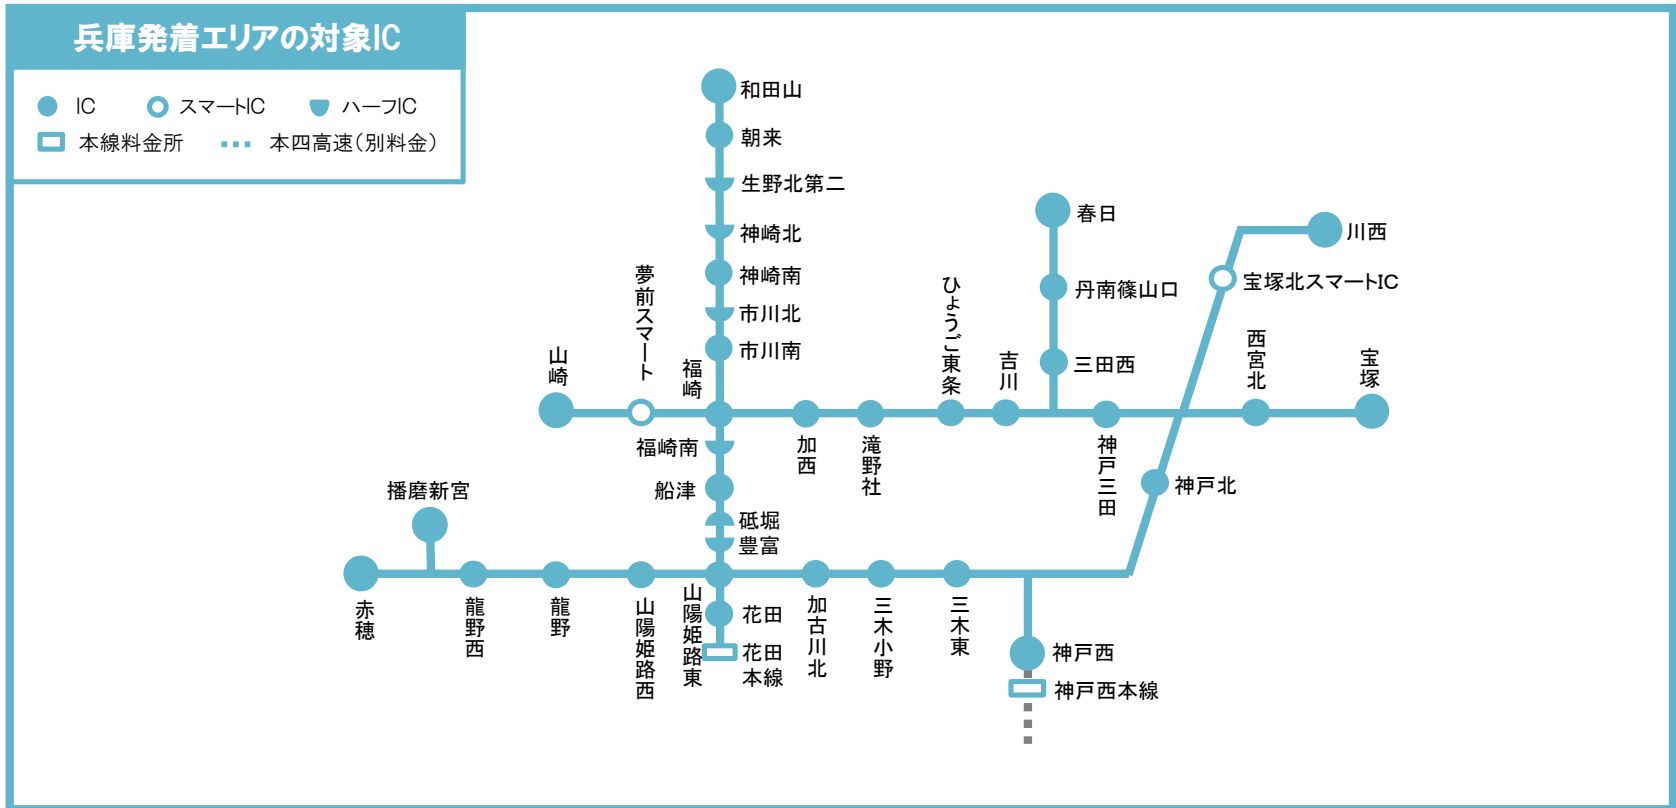 兵庫発着エリアの対象IC
IC
スマートIC
ハーフIC
本線料金所
本四高速(別料金)
和田山
朝来
生野北第二
神崎北
神崎南
市川北
市川南
春日
丹南篠山口
三田西
川西
宝塚北スマートIC
山崎
夢前スマート
福崎
ひょうご東条
吉川
西宮北
宝塚
福崎南
船津
砥堀
豊富
加西
滝野社
神戸三田
神戸北
播磨新宮
赤穂
龍野西
龍野
山陽姫路西
山陽姫路東
花田
花田
本線
加古川北
三木小野
三木東
神戸西
神戸西本線